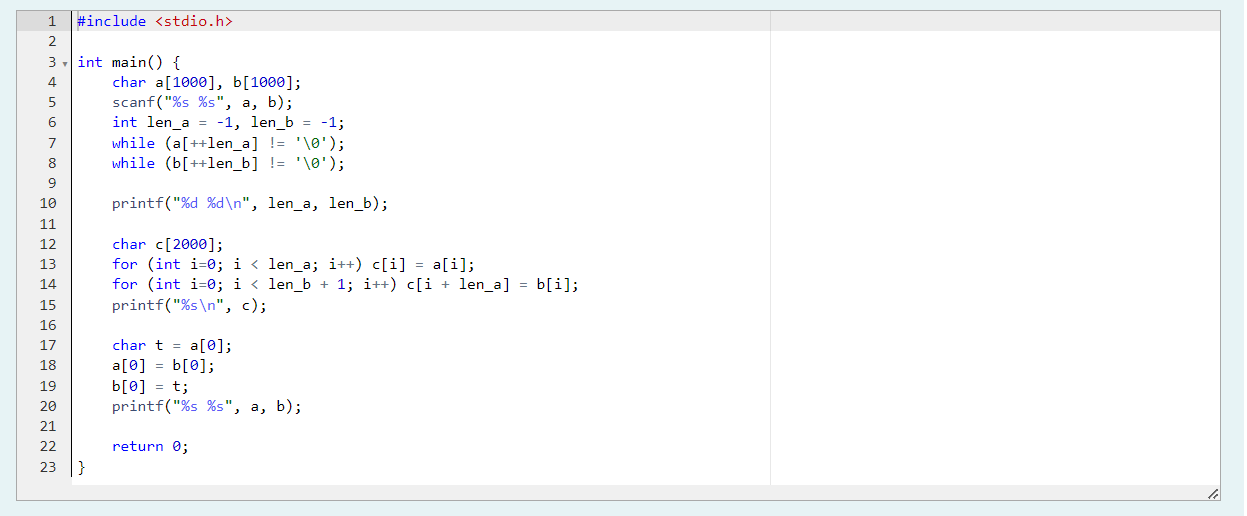 1 #include <stdio.h>
2
3 int main() {
4     char a[1000], b[1000];
5     scanf("%s %s", a, b);
6     int len_a = -1, len_b = -1;
7     while (a[++len_a] != '\0');
8     while (b[++len_b] != '\0');
9
10     printf("%d %d\n", len_a, len_b);
11
12     char c[2000];
13     for (int i=0; i < len_a; i++) c[i] = a[i];
14     for (int i=0; i < len_b + 1; i++) c[i + len_a] = b[i];
15     printf("%s\n", c);
16
17     char t = a[0];
18     a[0] = b[0];
19     b[0] = t;
20     printf("%s %s", a, b);
21
22     return 0;
23 }